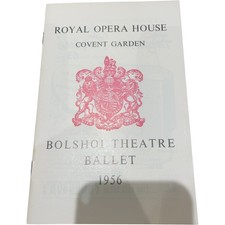 ROYAL OPERA HOUSE
COVENT GARDEN
BOLSHOI THEATRE
BALLET
1956